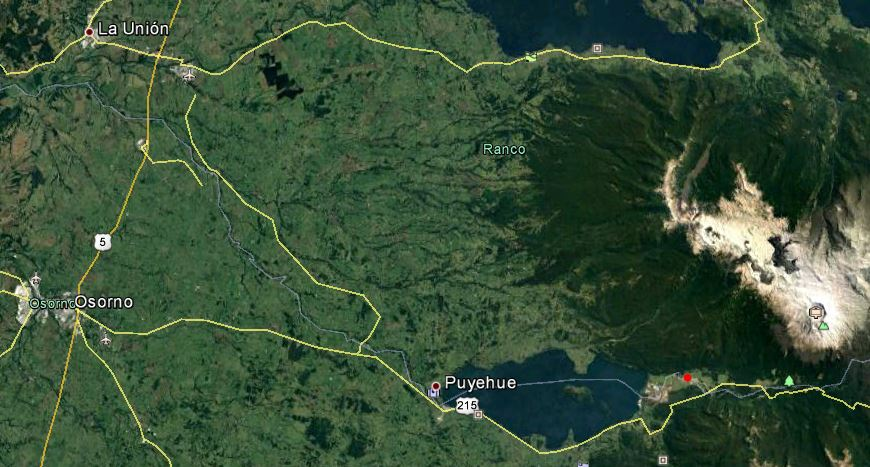 La Unión
Ranco
5
Osorno
Osorno
Puyehue
215